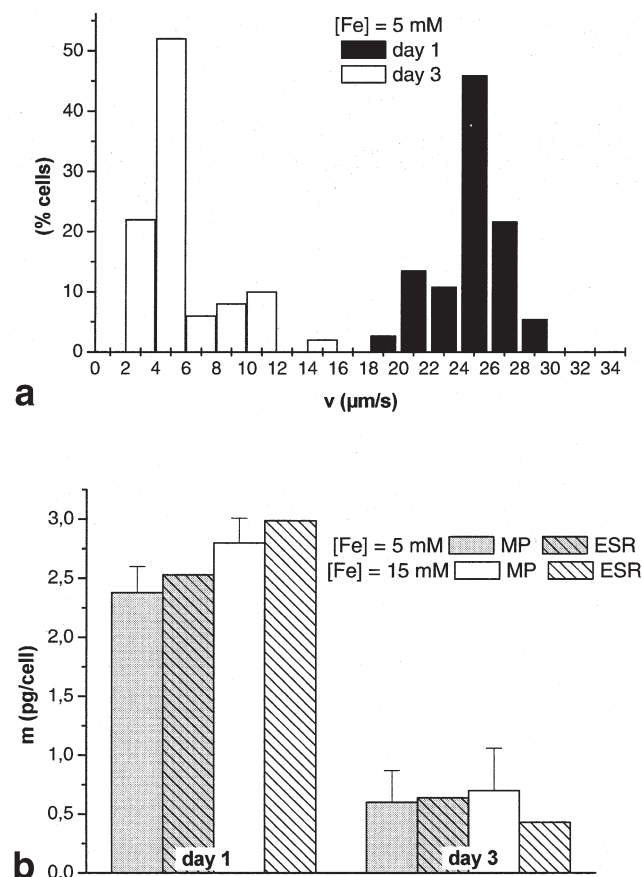 [Fe] = 5 mM
day 1
day 3
50
40
30
20
10
0
(% cells)
0 2 4 6 8 10 12 14 16 18 20 22 24 26 28 30 32 34
v (µm/s)
a
3,0
2,5
2,0
1,5
1,0
0,5
0,0
m (pg/cell)
[Fe] = 5 mM MP ESR
[Fe] = 15 mM MP ESR
day 1 day 3
b